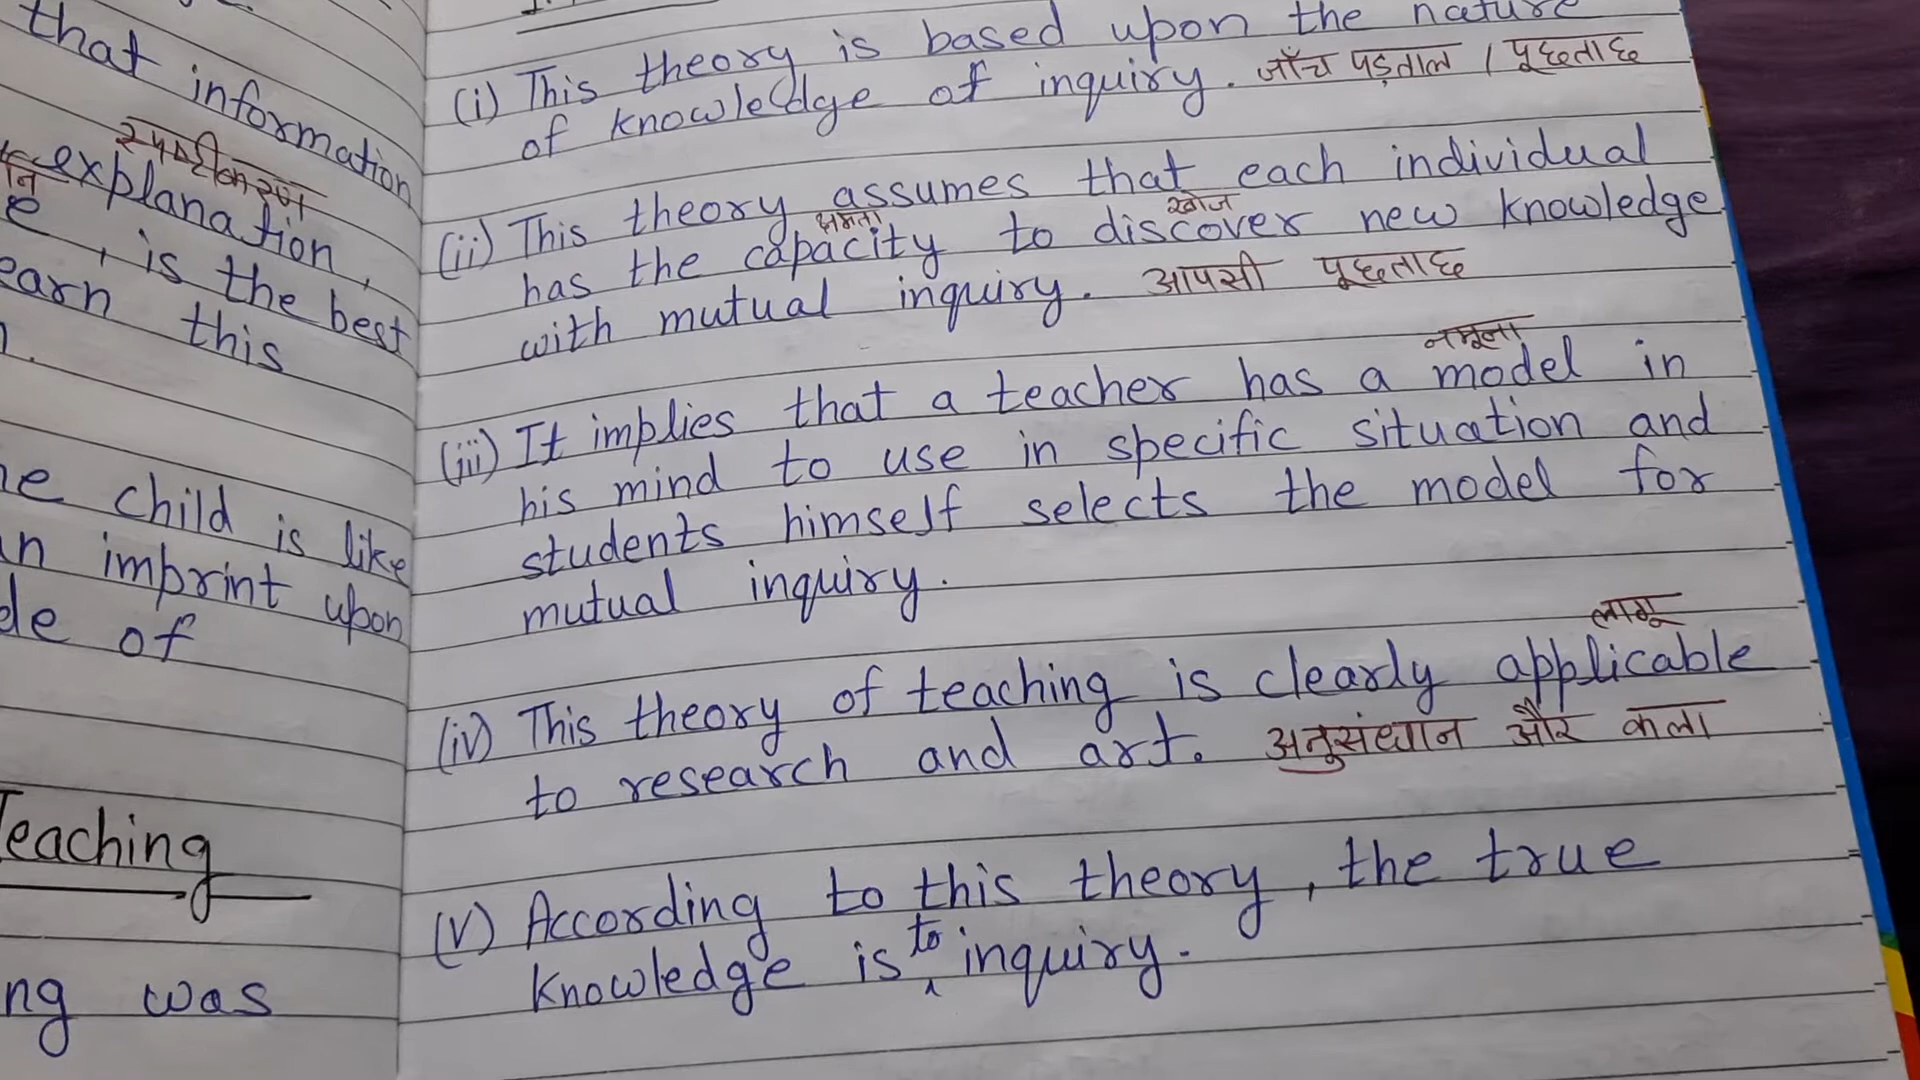 that information
स्पष्टीकरण
explanation,
e, is the best
earn this
he child is like
an imprint upon
de of
Teaching
ng was
(i) This theory is based upon the nature
of knowledge of inquiry. जाँच पड़ताल / पूछताछ
(ii) This theory assumes that each individual
क्षमता खोज
has the capacity to discover new knowledge
with mutual inquiry. आपसी पूछताछ
नमूना
(iii) It implies that a teacher has a model in
his mind to use in specific situation and
students himself selects the model for
mutual inquiry.
लागू
(iv) This theory of teaching is clearly applicable
to research and art. अनुसंधान और कला
(v) According to this theory, the true
knowledge is to inquiry.